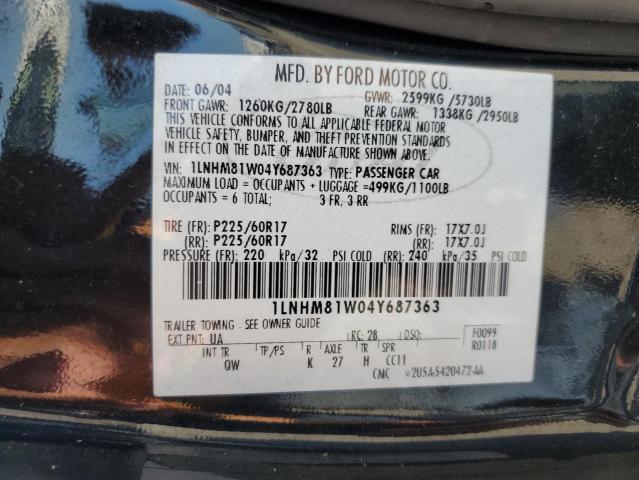 MFD. BY FORD MOTOR CO.
DATE: 06/04 GVWR: 2599KG /5730LB
FRONT GAWR: 1260KG/2780LB REAR GAWR: 1338KG /2950LB
THIS VEHICLE CONFORMS TO ALL APPLICABLE FEDERAL MOTOR
VEHICLE SAFETY, BUMPER, AND THEFT PREVENTION STANDARDS
IN EFFECT ON THE DATE OF MANUFACTURE SHOWN ABOVE.
VIN: 1LNHM81W04Y687363 TYPE: PASSENGER CAR
MAXIMUM LOAD = OCCUPANTS + LUGGAGE =499KG/1100LB
OCCUPANTS = 6 TOTAL; 3 FR, 3 RR
TIRE (FR): P225/60R17 RIMS (FR): 17X7.0J
(RR): P225/60R17 (RR): 17X7.0J
PRESSURE (FR): 220 kPa/32 PSI COLD (RR): 240 kPa/35 PSI COLD
1LNHM81W04Y687363
TRAILER TOWING - SEE OWNER GUIDE
EXT PNT: UA RC: 28 DSO: F0099
R0118
INT TR TP/PS R AXLE TR SPR
QW K 27 H CC11
CMC 2U5A-5420472-AA